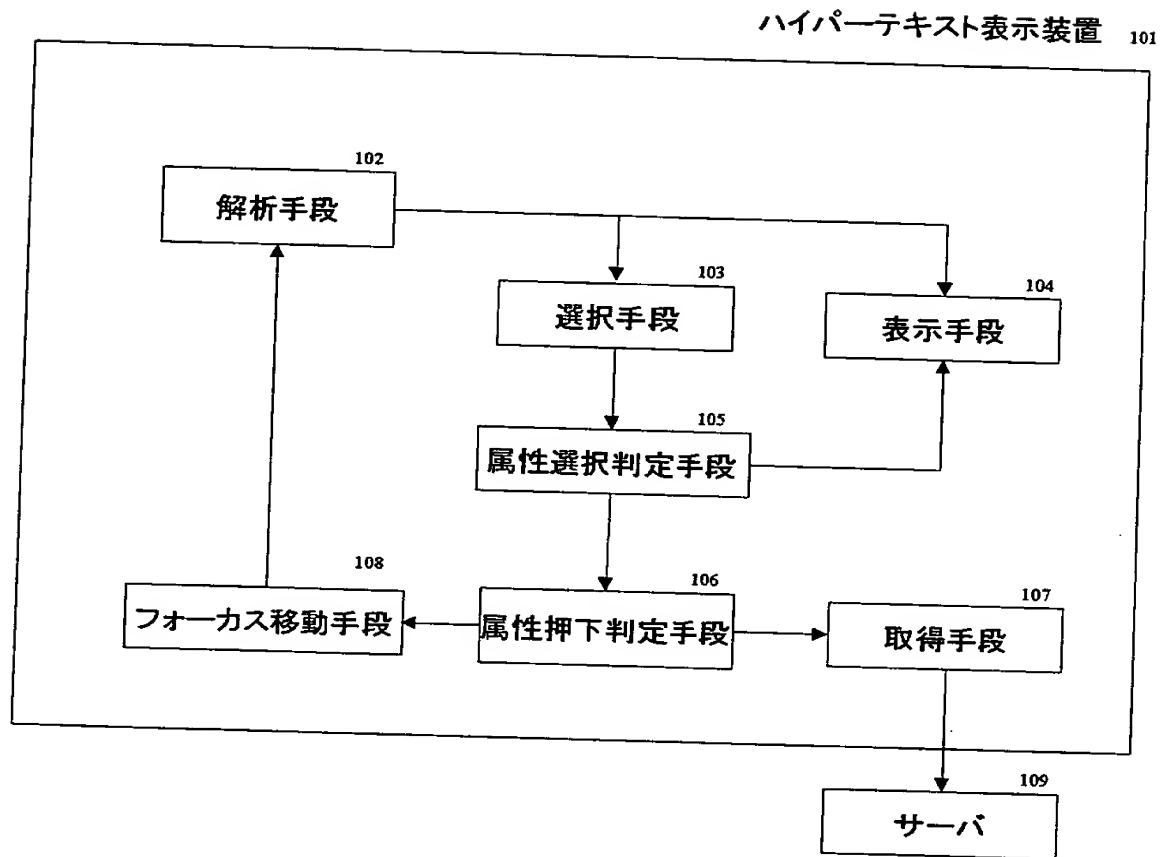 ハイパーテキスト表示装置 101
102
解析手段
103
選択手段
104
表示手段
105
属性選択判定手段
108
フォーカス移動手段
106
属性押下判定手段
107
取得手段
109
サーバ